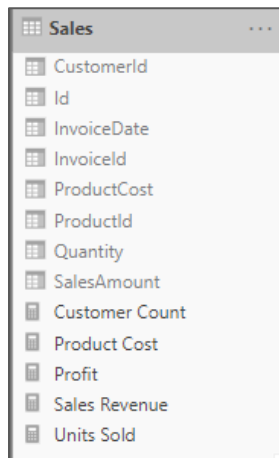 Sales
CustomerId
Id
InvoiceDate
InvoiceId
ProductCost
ProductId
Quantity
SalesAmount
Customer Count
Product Cost
Profit
Sales Revenue
Units Sold